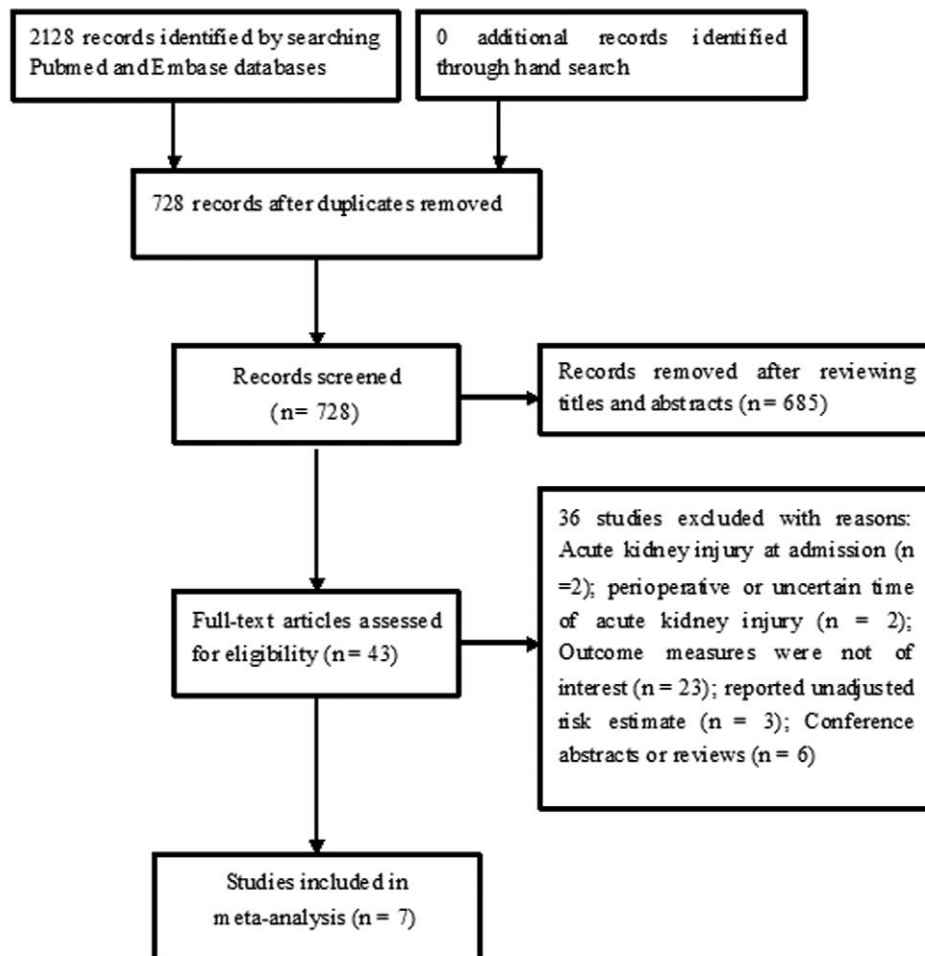 2128 records identified by searching
Pubmed and Embase databases
0 additional records identified
through hand search
728 records after duplicates removed
Records screened
(n= 728)
Records removed after reviewing
titles and abstracts (n= 685)
Full-text articles assessed
for eligibility (n= 43)
36 studies excluded with reasons:
Acute kidney injury at admission (n
=2); perioperative or uncertain time
of acute kidney injury (n = 2);
Outcome measures were not of
interest (n = 23); reported unadjusted
risk estimate (n = 3); Conference
abstracts or reviews (n = 6)
Studies included in
meta-analysis (n = 7)